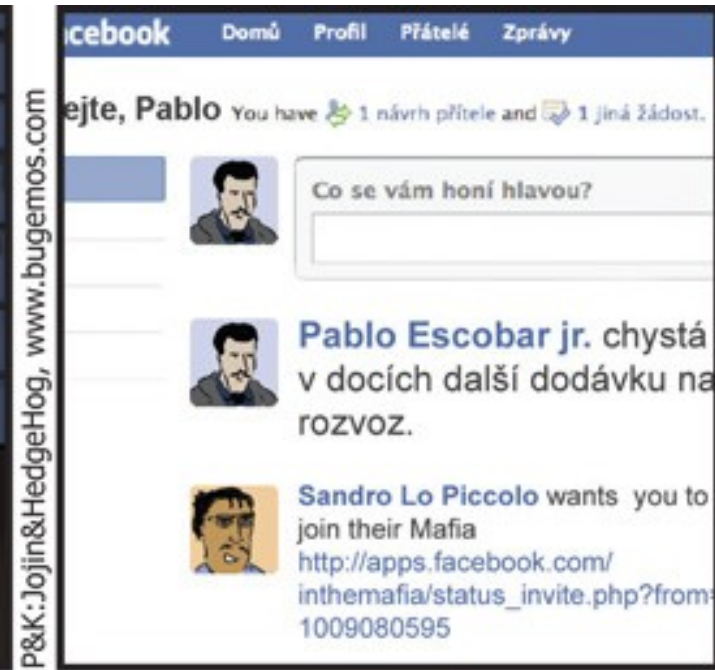 P&K:Jojin&HedgeHog, www.bugemos.com
cebook Domů Profil Přátelé Zprávy
ejte, Pablo You have 1 návrh přítele and 1 jiná žádost.
Co se vám honí hlavou?
Pablo Escobar jr. chystá
v docích další dodávku na
rozvoz.
Sandro Lo Piccolo wants you to
join their Mafia
http://apps.facebook.com/
inthemafia/status_invite.php?from=
1009080595